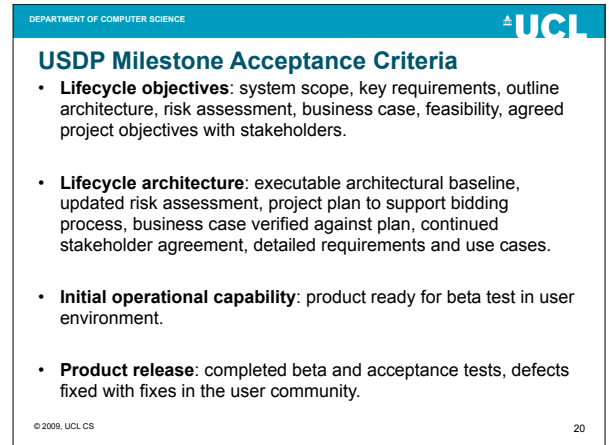 DEPARTMENT OF COMPUTER SCIENCE
UCL
USDP Milestone Acceptance Criteria
• Lifecycle objectives: system scope, key requirements, outline
architecture, risk assessment, business case, feasibility, agreed
project objectives with stakeholders.
• Lifecycle architecture: executable architectural baseline,
updated risk assessment, project plan to support bidding
process, business case verified against plan, continued
stakeholder agreement, detailed requirements and use cases.
• Initial operational capability: product ready for beta test in user
environment.
• Product release: completed beta and acceptance tests, defects
fixed with fixes in the user community.
© 2009, UCL CS
20